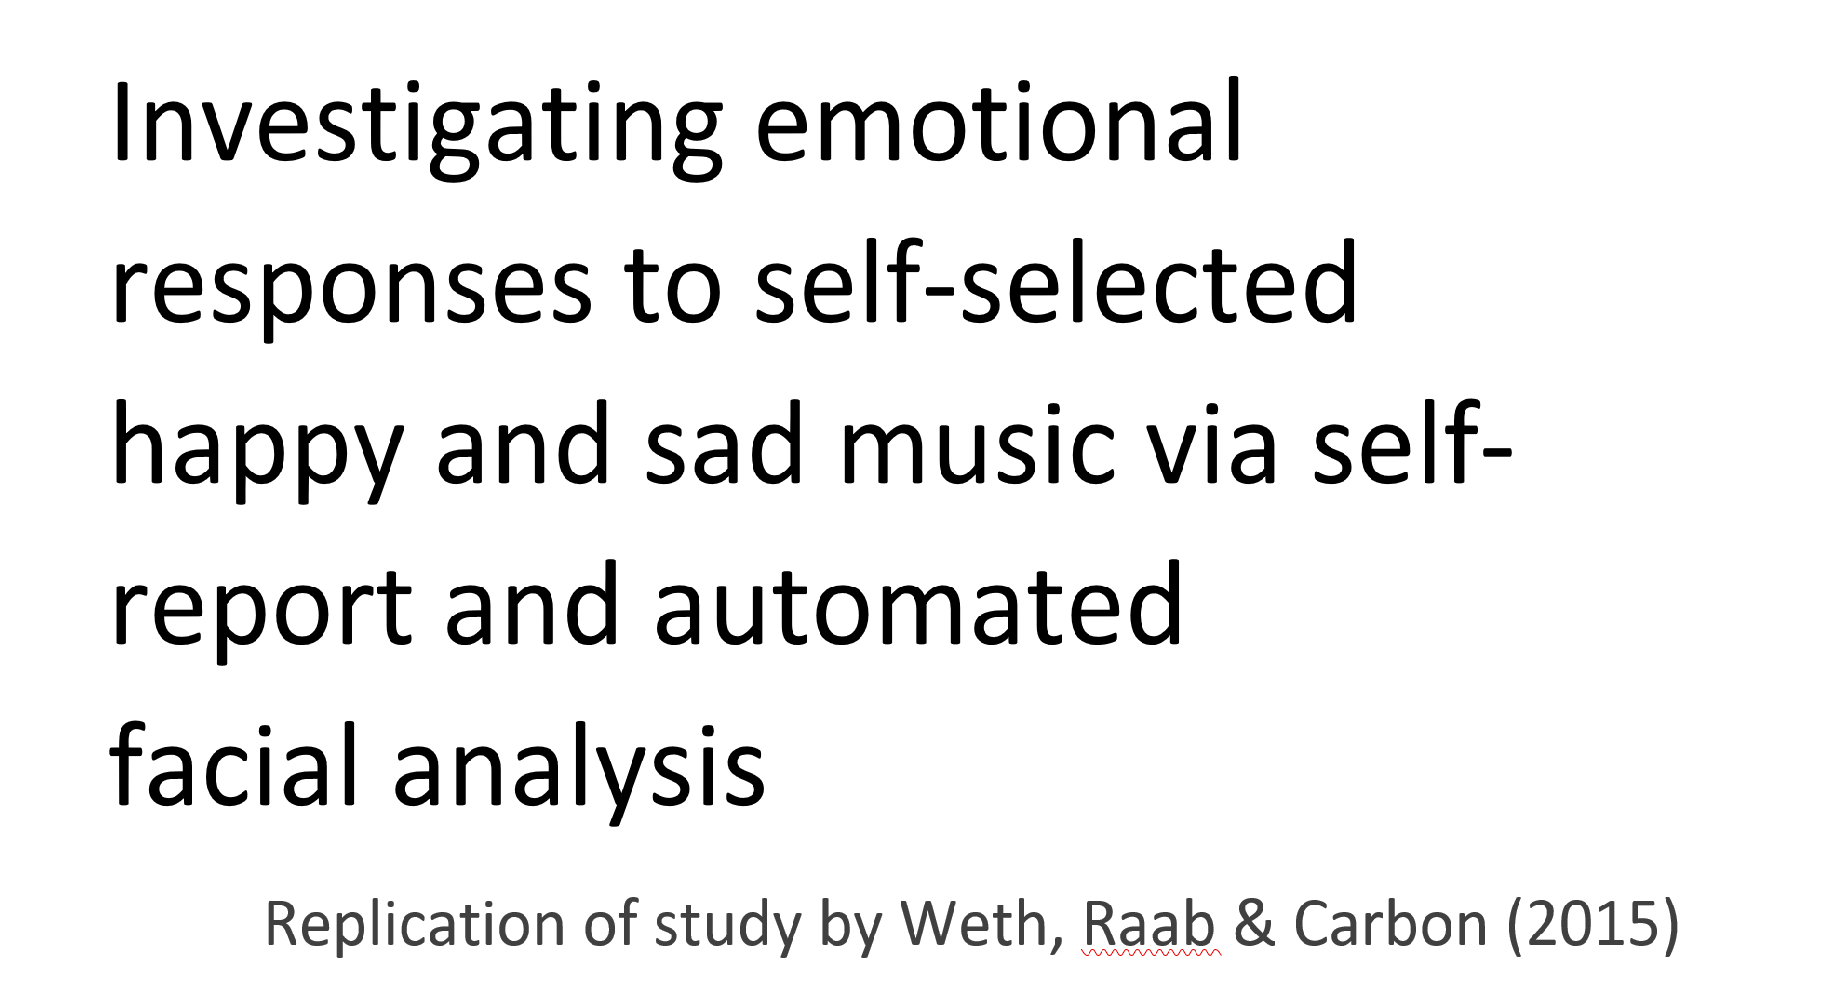 Investigating emotional
responses to self-selected
happy and sad music via self-
report and automated
facial analysis
Replication of study by Weth, Raab & Carbon (2015)